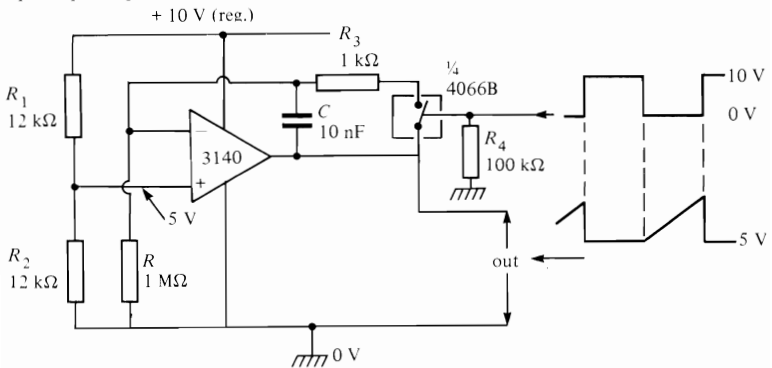 + 10 V (reg.)
R3
1 kΩ
¼
4066B
10 V
0 V
R1
12 kΩ
C
10 nF
−
3140
+
R4
100 kΩ
5 V
5 V
R2
12 kΩ
R
1 MΩ
out
0 V